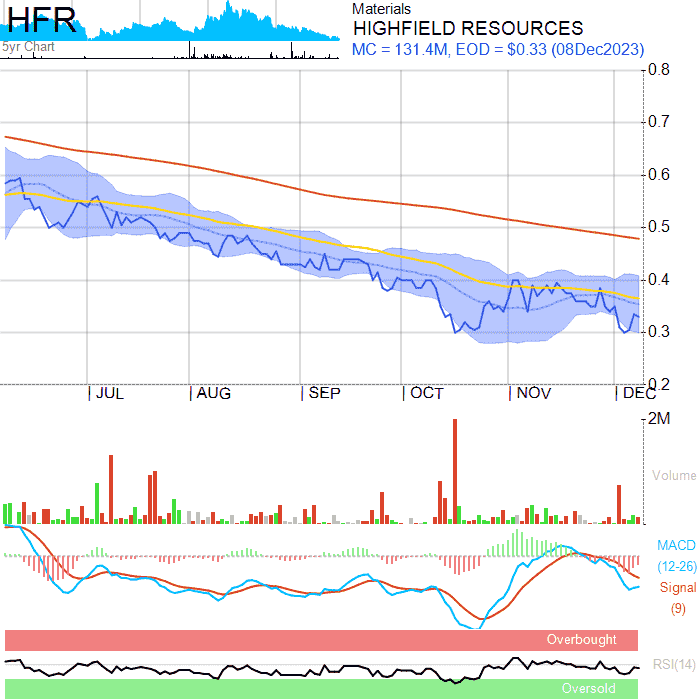 HFR
5yr Chart
Materials
HIGHFIELD RESOURCES
MC = 131.4M, EOD = $0.33 (08Dec2023)
0.8
0.7
0.6
0.5
0.4
0.3
0.2
JUL AUG SEP OCT NOV DEC
2M
Volume
MACD
(12-26)
Signal
(9)
Overbought
RSI(14)
Oversold